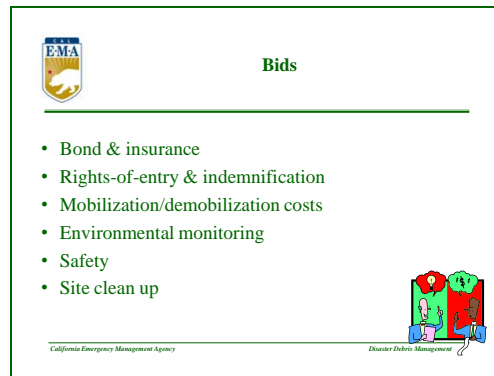 CAL
E·M·A
Bids
• Bond & insurance
• Rights-of-entry & indemnification
• Mobilization/demobilization costs
• Environmental monitoring
• Safety
• Site clean up
California Emergency Management Agency
Disaster Debris Management